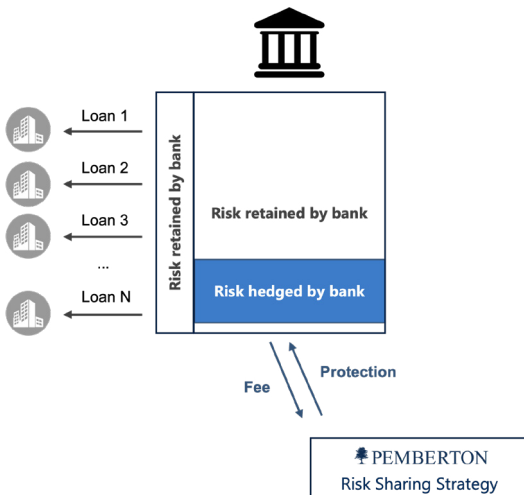 Loan 1
Loan 2
Loan 3
...
Loan N
Risk retained by bank
Risk retained by bank
Risk hedged by bank
Fee
Protection
PEMBERTON
Risk Sharing Strategy